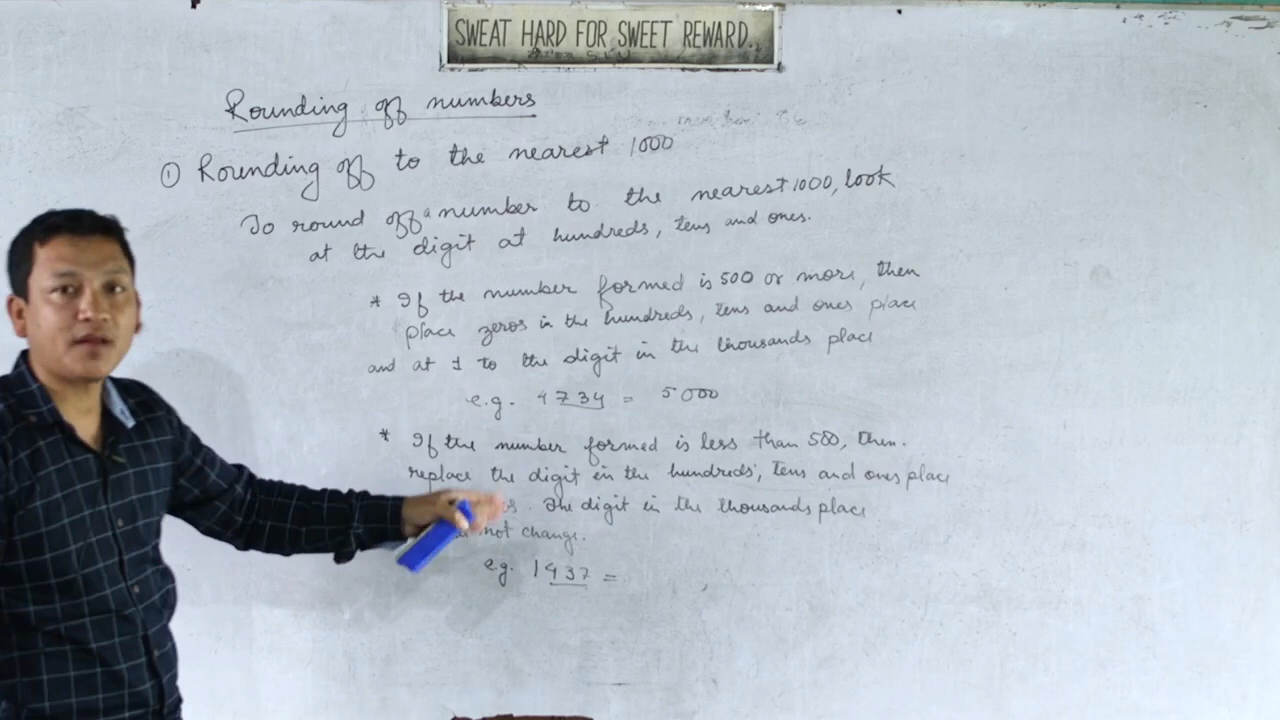 SWEAT HARD FOR SWEET REWARD.
Rounding off numbers
① Rounding off to the nearest 1000
To round off a number to the nearest 1000, look
at the digit at hundreds, tens and ones.
* If the number formed is 500 or more, then
place zeros in the hundreds, tens and ones place
and at 1 to the digit in the thousands place
e.g. 4734 = 5000
* If the number formed is less than 500, then.
replace the digit in the hundreds, tens and ones place
The digit in the thousands place
not change.
e.g. 1437 =